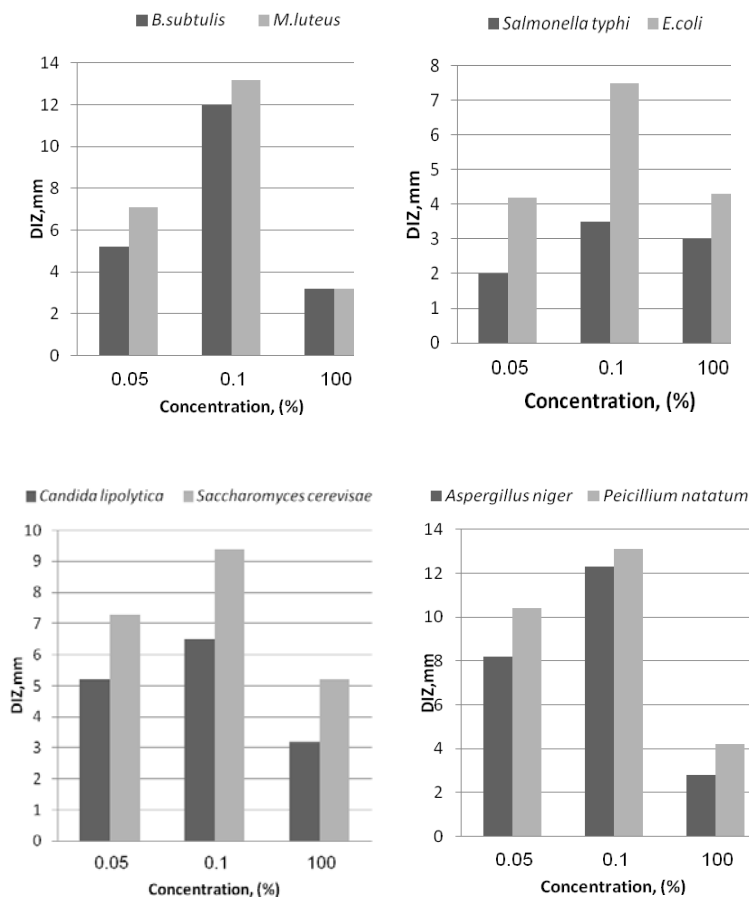 B.subtulis M.luteus
14
12
10
8
6
4
2
0
DIZ,mm
0.05 0.1 100
Concentration, (%)
Salmonella typhi E.coli
8
7
6
5
4
3
2
1
0
DIZ,mm
0.05 0.1 100
Concentration, (%)
Candida lipolytica Saccharomyces cerevisae
10
9
8
7
6
5
4
3
2
1
0
DIZ,mm
0.05 0.1 100
Concentration, (%)
Aspergillus niger Peicillium natatum
14
12
10
8
6
4
2
0
DIZ,mm
0.05 0.1 100
Concentration, (%)